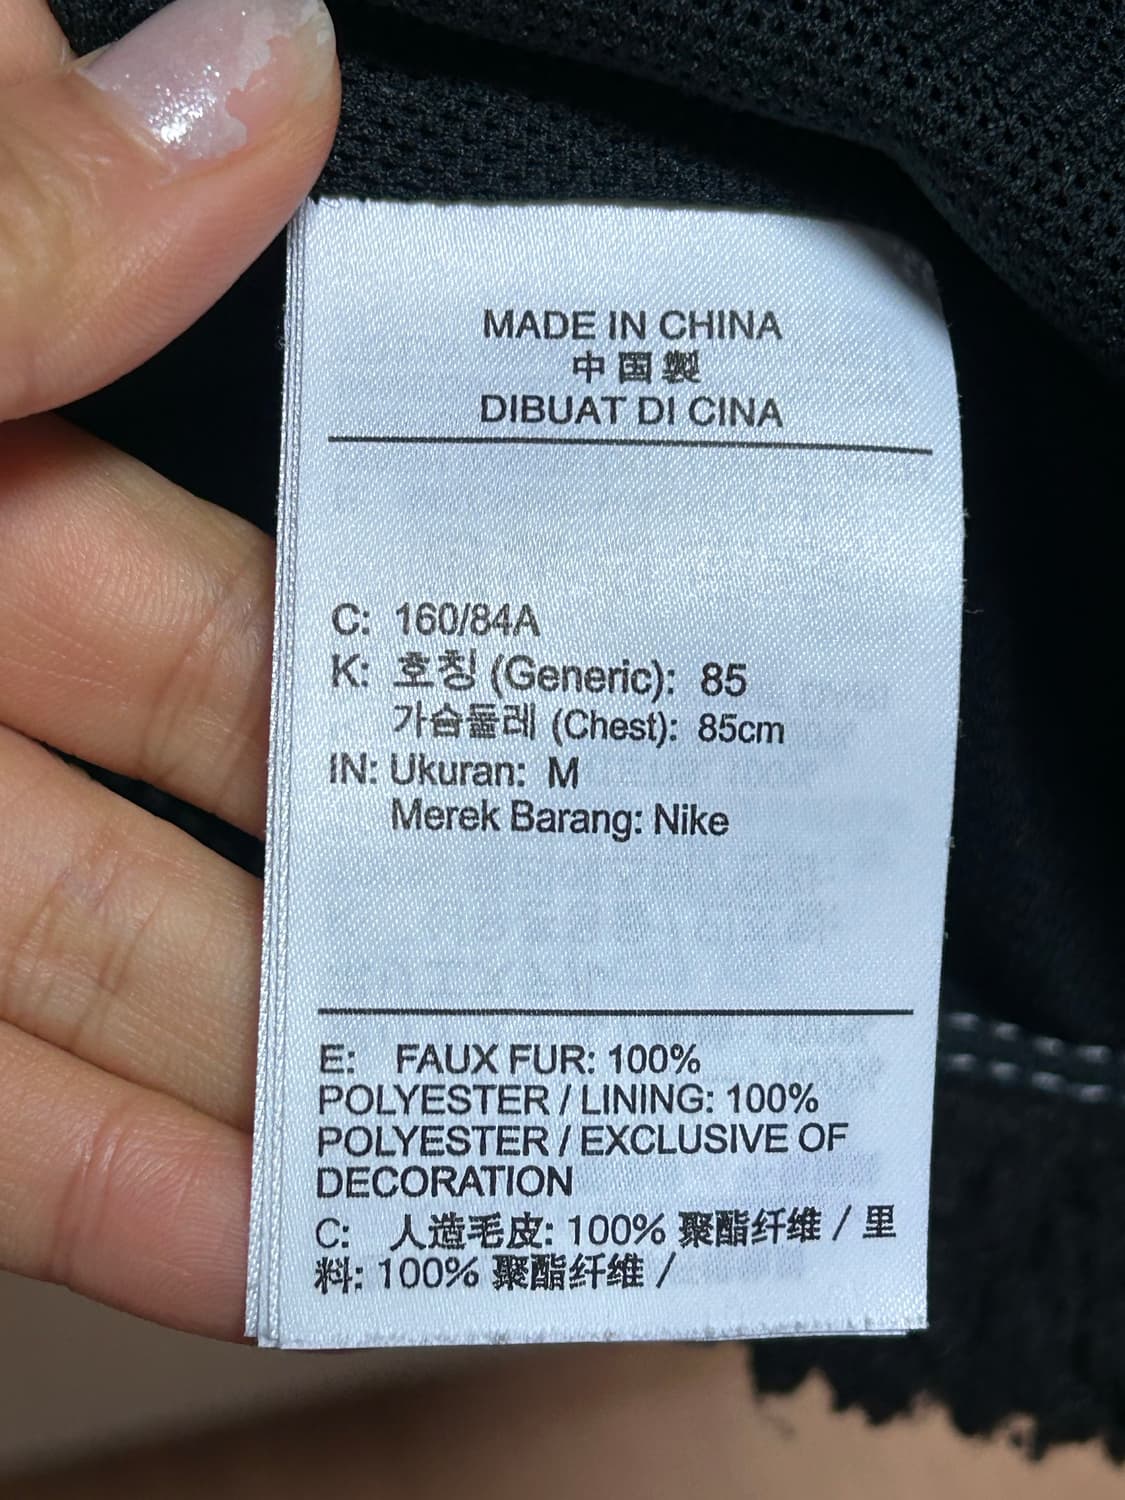 MADE IN CHINA
中国製
DIBUAT DI CINA
C: 160/84A
K: 호칭 (Generic): 85
가슴둘레 (Chest): 85cm
IN: Ukuran: M
Merek Barang: Nike
E: FAUX FUR: 100%
POLYESTER / LINING: 100%
POLYESTER / EXCLUSIVE OF
DECORATION
C: 人造毛皮: 100% 聚酯纤维 / 里
料: 100% 聚酯纤维 /